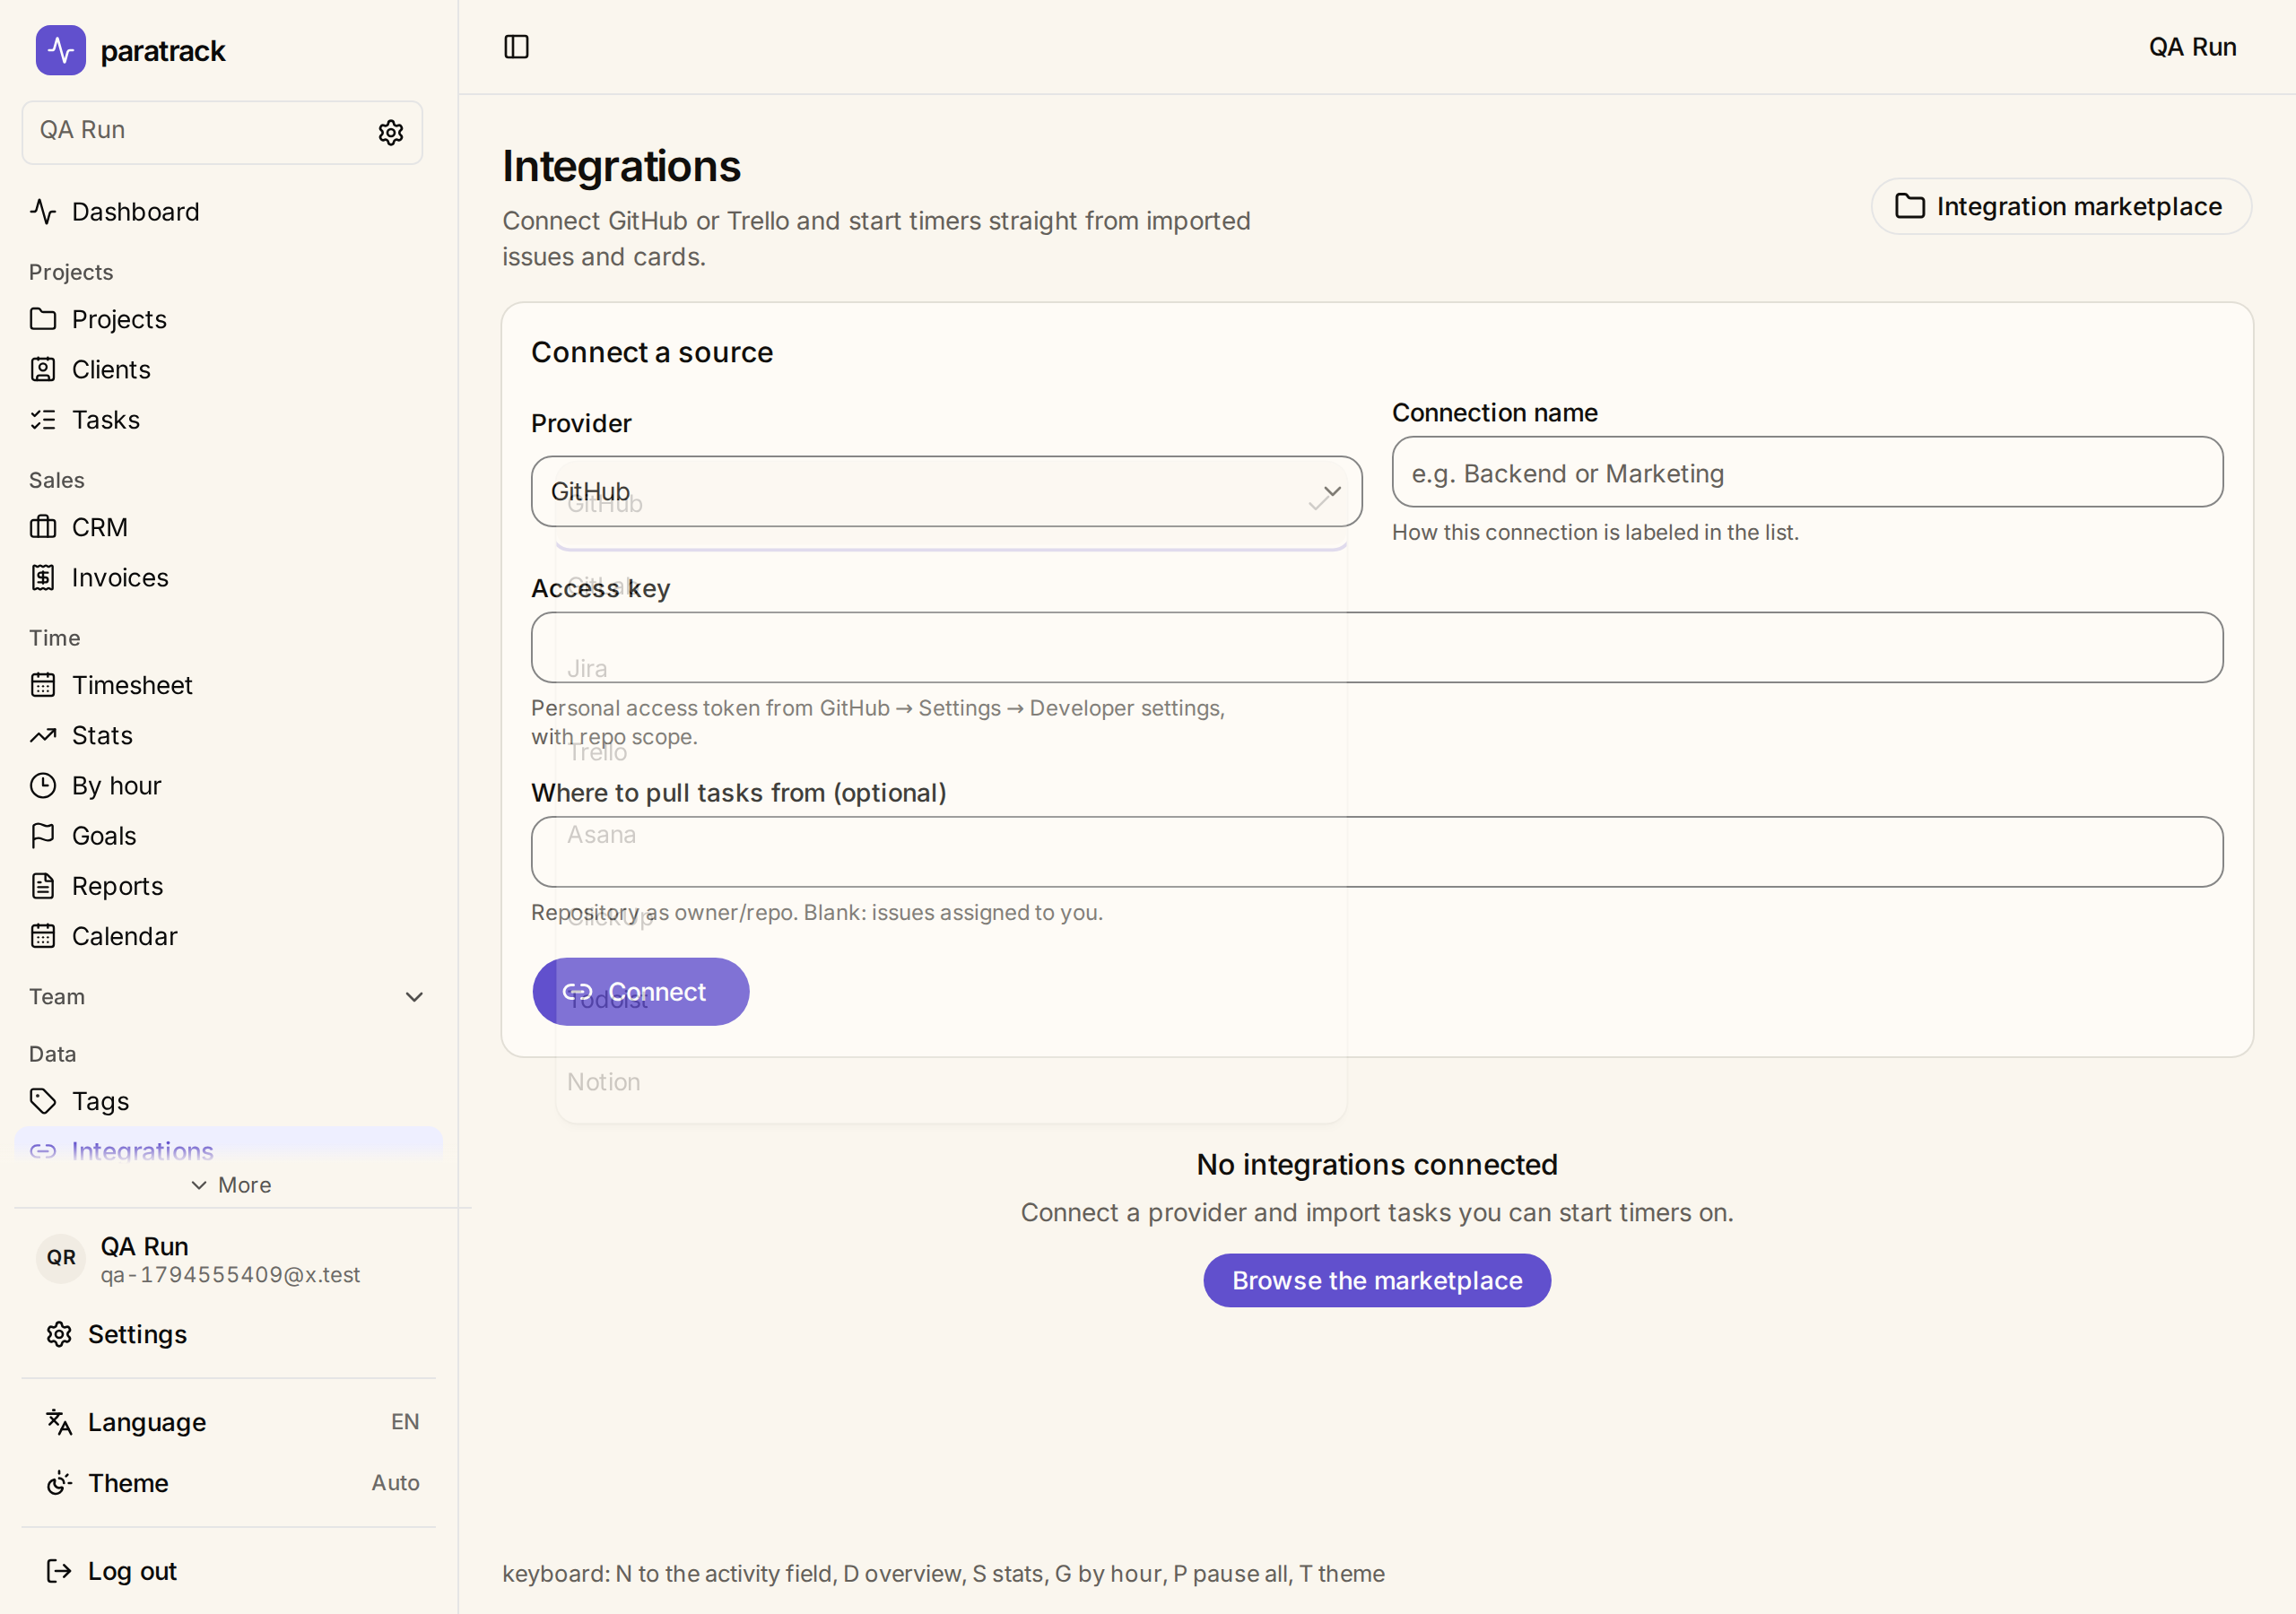 paratrack
QA Run
QA Run
Dashboard
Projects
Projects
Clients
Tasks
Sales
CRM
Invoices
Time
Timesheet
Stats
By hour
Goals
Reports
Calendar
Team
Data
Tags
Integrations
More
QR
QA Run
qa-1794555409@x.test
Settings
Language EN
Theme Auto
Log out
Integrations
Connect GitHub or Trello and start timers straight from imported
issues and cards.
Integration marketplace
Connect a source
Provider
GitHub
GitHub
GitLab
Jira
Trello
Asana
ClickUp
Todoist
Notion
Connection name
e.g. Backend or Marketing
How this connection is labeled in the list.
Access key
Personal access token from GitHub → Settings → Developer settings,
with repo scope.
Where to pull tasks from (optional)
Repository as owner/repo. Blank: issues assigned to you.
Connect
No integrations connected
Connect a provider and import tasks you can start timers on.
Browse the marketplace
keyboard: N to the activity field, D overview, S stats, G by hour, P pause all, T theme